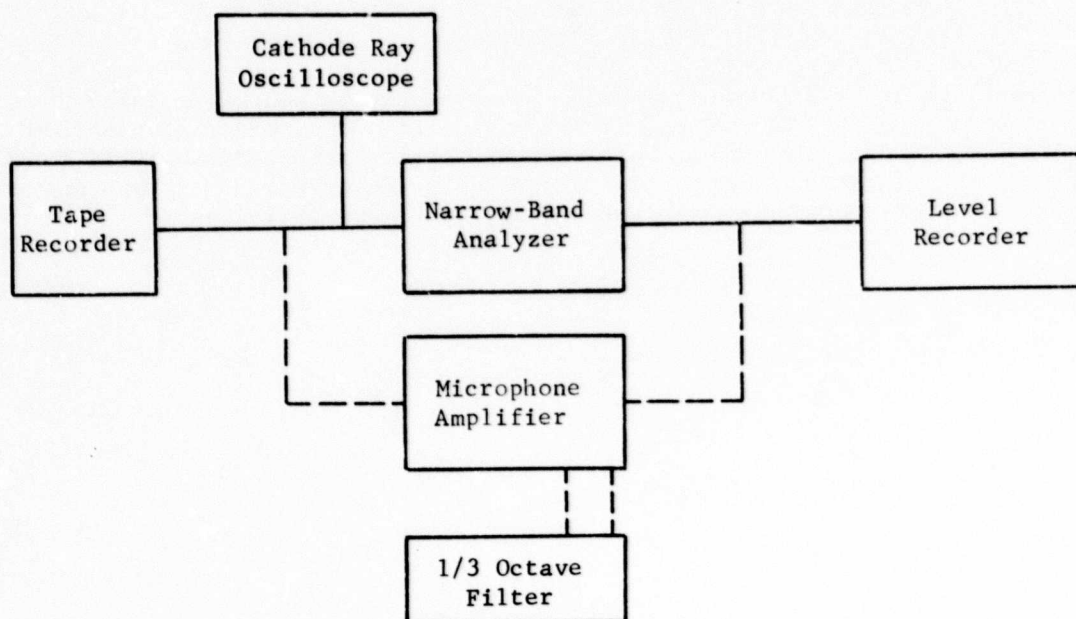 Cathode Ray
Oscilloscope
Tape
Recorder
Narrow-Band
Analyzer
Level
Recorder
Microphone
Amplifier
1/3 Octave
Filter